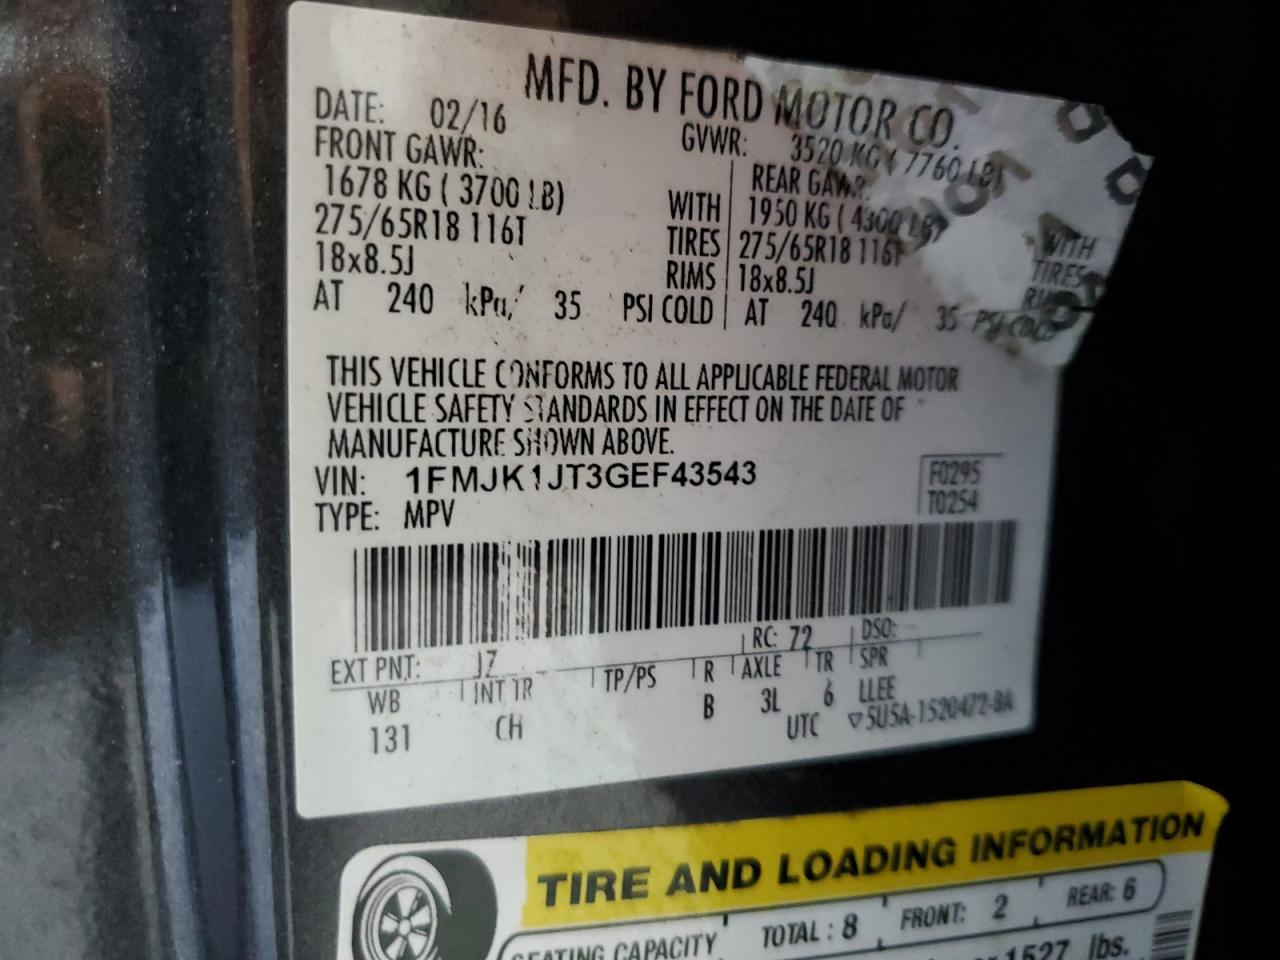 MFD. BY FORD MOTOR CO.
DATE: 02/16 GVWR: 3520 KG ( 7760 LB)
FRONT GAWR: REAR GAWR:
1678 KG ( 3700 LB) WITH 1950 KG ( 4300 LB) WITH
275/65R18 116T TIRES 275/65R18 116T TIRES
18x8.5J RIMS 18x8.5J
AT 240 kPa/ 35 PSI COLD AT 240 kPa/ 35 PSI COLD
THIS VEHICLE CONFORMS TO ALL APPLICABLE FEDERAL MOTOR
VEHICLE SAFETY STANDARDS IN EFFECT ON THE DATE OF
MANUFACTURE SHOWN ABOVE.
VIN: 1FMJK1JT3GEF43543 F0295
TYPE: MPV T0254
RC: 72 DSO:
EXT PNT: JZ
WB INT TR TP/PS R AXLE TR SPR
131 CH B 3L 6 LLEE
UTC ▽5U5A-1520472-BA
TIRE AND LOADING INFORMATION
SEATING CAPACITY TOTAL : 8 FRONT: 2 REAR: 6
1527 lbs.